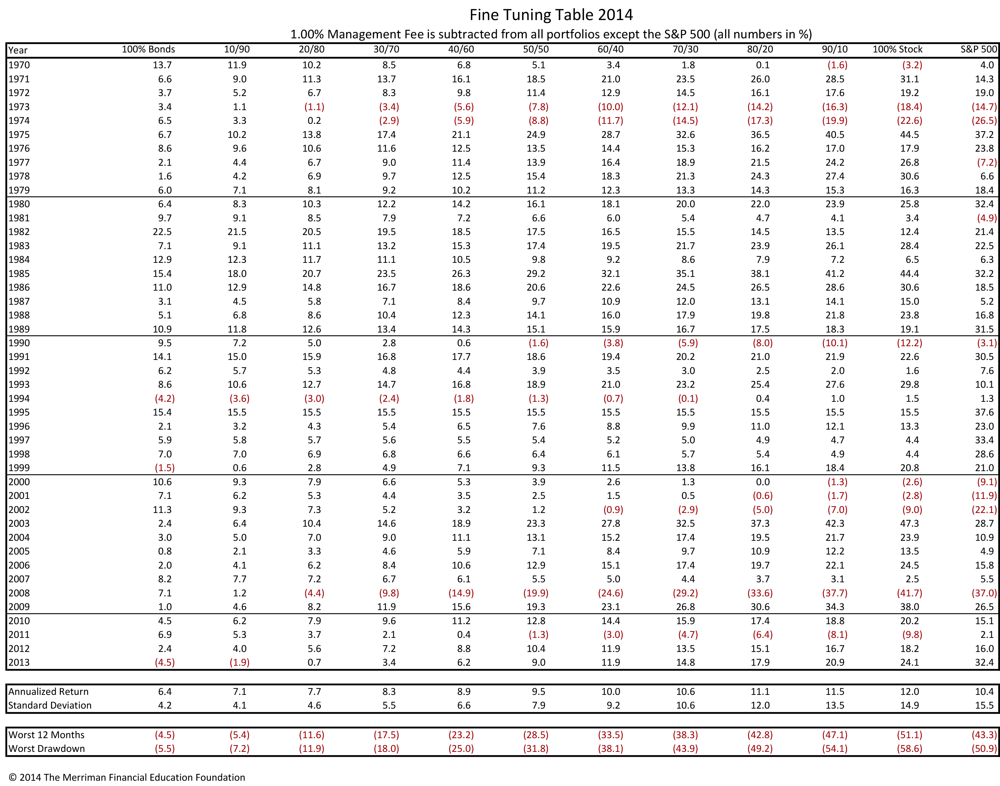 Fine Tuning Table 2014
1.00% Management Fee is subtracted from all portfolios except the S&P 500 (all numbers in %)
Year 100% Bonds 10/90 20/80 30/70 40/60 50/50 60/40 70/30 80/20 90/10 100% Stock S&P 500
1970 13.7 11.9 10.2 8.5 6.8 5.1 3.4 1.8 0.1 (1.6) (3.2) 4.0
1971 6.6 9.0 11.3 13.7 16.1 18.5 21.0 23.5 26.0 28.5 31.1 14.3
1972 3.7 5.2 6.7 8.3 9.8 11.4 12.9 14.5 16.1 17.6 19.2 19.0
1973 3.4 1.1 (1.1) (3.4) (5.6) (7.8) (10.0) (12.1) (14.2) (16.3) (18.4) (14.7)
1974 6.5 3.3 0.2 (2.9) (5.9) (8.8) (11.7) (14.5) (17.3) (19.9) (22.6) (26.5)
1975 6.7 10.2 13.8 17.4 21.1 24.9 28.7 32.6 36.5 40.5 44.5 37.2
1976 8.6 9.6 10.6 11.6 12.5 13.5 14.4 15.3 16.2 17.0 17.9 23.8
1977 2.1 4.4 6.7 9.0 11.4 13.9 16.4 18.9 21.5 24.2 26.8 (7.2)
1978 1.6 4.2 6.9 9.7 12.5 15.4 18.3 21.3 24.3 27.4 30.6 6.6
1979 6.0 7.1 8.1 9.2 10.2 11.2 12.3 13.3 14.3 15.3 16.3 18.4
1980 6.4 8.3 10.3 12.2 14.2 16.1 18.1 20.0 22.0 23.9 25.8 32.4
1981 9.7 9.1 8.5 7.9 7.2 6.6 6.0 5.4 4.7 4.1 3.4 (4.9)
1982 22.5 21.5 20.5 19.5 18.5 17.5 16.5 15.5 14.5 13.5 12.4 21.4
1983 7.1 9.1 11.1 13.2 15.3 17.4 19.5 21.7 23.9 26.1 28.4 22.5
1984 12.9 12.3 11.7 11.1 10.5 9.8 9.2 8.6 7.9 7.2 6.5 6.3
1985 15.4 18.0 20.7 23.5 26.3 29.2 32.1 35.1 38.1 41.2 44.4 32.2
1986 11.0 12.9 14.8 16.7 18.6 20.6 22.6 24.5 26.5 28.6 30.6 18.5
1987 3.1 4.5 5.8 7.1 8.4 9.7 10.9 12.0 13.1 14.1 15.0 5.2
1988 5.1 6.8 8.6 10.4 12.3 14.1 16.0 17.9 19.8 21.8 23.8 16.8
1989 10.9 11.8 12.6 13.4 14.3 15.1 15.9 16.7 17.5 18.3 19.1 31.5
1990 9.5 7.2 5.0 2.8 0.6 (1.6) (3.8) (5.9) (8.0) (10.1) (12.2) (3.1)
1991 14.1 15.0 15.9 16.8 17.7 18.6 19.4 20.2 21.0 21.9 22.6 30.5
1992 6.2 5.7 5.3 4.8 4.4 3.9 3.5 3.0 2.5 2.0 1.6 7.6
1993 8.6 10.6 12.7 14.7 16.8 18.9 21.0 23.2 25.4 27.6 29.8 10.1
1994 (4.2) (3.6) (3.0) (2.4) (1.8) (1.3) (0.7) (0.1) 0.4 1.0 1.5 1.3
1995 15.4 15.5 15.5 15.5 15.5 15.5 15.5 15.5 15.5 15.5 15.5 37.6
1996 2.1 3.2 4.3 5.4 6.5 7.6 8.8 9.9 11.0 12.1 13.3 23.0
1997 5.9 5.8 5.7 5.6 5.5 5.4 5.2 5.0 4.9 4.7 4.4 33.4
1998 7.0 7.0 6.9 6.8 6.6 6.4 6.1 5.7 5.4 4.9 4.4 28.6
1999 (1.5) 0.6 2.8 4.9 7.1 9.3 11.5 13.8 16.1 18.4 20.8 21.0
2000 10.6 9.3 7.9 6.6 5.3 3.9 2.6 1.3 0.0 (1.3) (2.6) (9.1)
2001 7.1 6.2 5.3 4.4 3.5 2.5 1.5 0.5 (0.6) (1.7) (2.8) (11.9)
2002 11.3 9.3 7.3 5.2 3.2 1.2 (0.9) (2.9) (5.0) (7.0) (9.0) (22.1)
2003 2.4 6.4 10.4 14.6 18.9 23.3 27.8 32.5 37.3 42.3 47.3 28.7
2004 3.0 5.0 7.0 9.0 11.1 13.1 15.2 17.4 19.5 21.7 23.9 10.9
2005 0.8 2.1 3.3 4.6 5.9 7.1 8.4 9.7 10.9 12.2 13.5 4.9
2006 2.0 4.1 6.2 8.4 10.6 12.9 15.1 17.4 19.7 22.1 24.5 15.8
2007 8.2 7.7 7.2 6.7 6.1 5.5 5.0 4.4 3.7 3.1 2.5 5.5
2008 7.1 1.2 (4.4) (9.8) (14.9) (19.9) (24.6) (29.2) (33.6) (37.7) (41.7) (37.0)
2009 1.0 4.6 8.2 11.9 15.6 19.3 23.1 26.8 30.6 34.3 38.0 26.5
2010 4.5 6.2 7.9 9.6 11.2 12.8 14.4 15.9 17.4 18.8 20.2 15.1
2011 6.9 5.3 3.7 2.1 0.4 (1.3) (3.0) (4.7) (6.4) (8.1) (9.8) 2.1
2012 2.4 4.0 5.6 7.2 8.8 10.4 11.9 13.5 15.1 16.7 18.2 16.0
2013 (4.5) (1.9) 0.7 3.4 6.2 9.0 11.9 14.8 17.9 20.9 24.1 32.4
Annualized Return 6.4 7.1 7.7 8.3 8.9 9.5 10.0 10.6 11.1 11.5 12.0 10.4
Standard Deviation 4.2 4.1 4.6 5.5 6.6 7.9 9.2 10.6 12.0 13.5 14.9 15.5
Worst 12 Months (4.5) (5.4) (11.6) (17.5) (23.2) (28.5) (33.5) (38.3) (42.8) (47.1) (51.1) (43.3)
Worst Drawdown (5.5) (7.2) (11.9) (18.0) (25.0) (31.8) (38.1) (43.9) (49.2) (54.1) (58.6) (50.9)
© 2014 The Merriman Financial Education Foundation